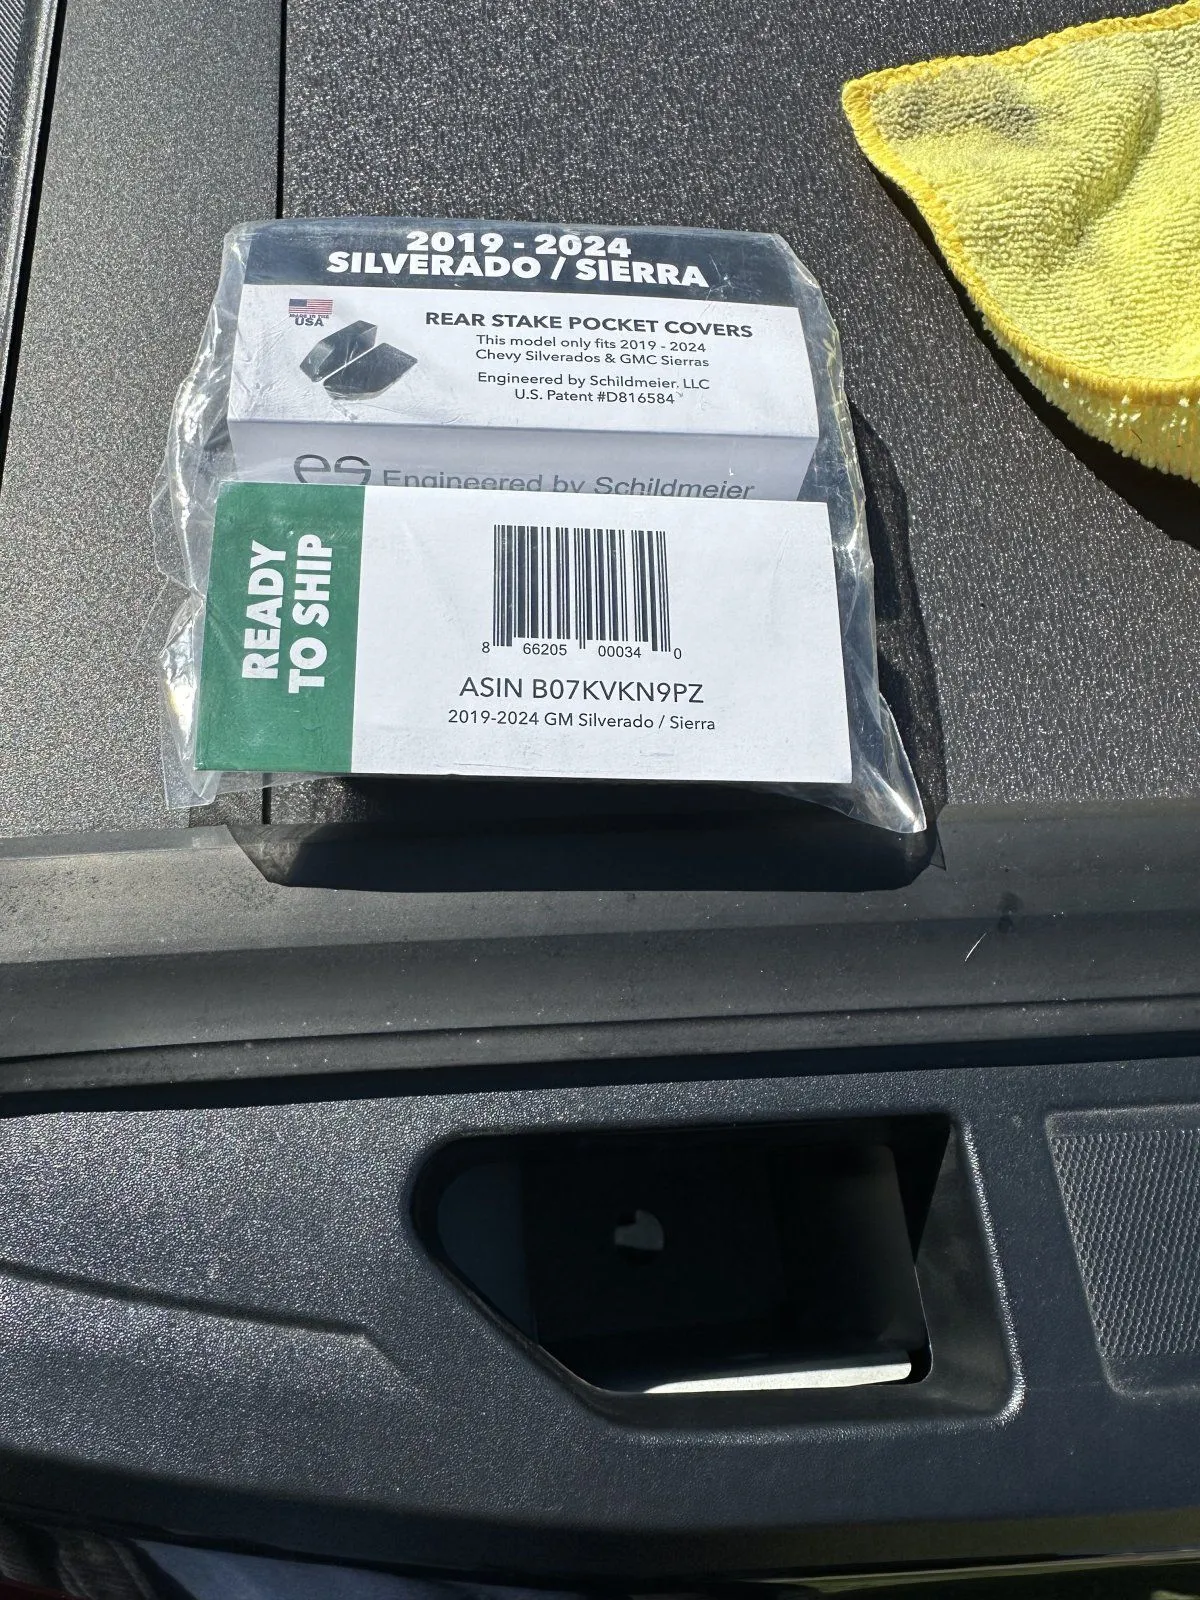 2019 - 2024
SILVERADO / SIERRA
MADE IN THE
USA
REAR STAKE POCKET COVERS
This model only fits 2019 - 2024
Chevy Silverados & GMC Sierras
Engineered by Schildmeier. LLC
U.S. Patent #D816584
es Engineered by Schildmeier
READY
TO SHIP
8 66205 00034 0
ASIN B07KVKN9PZ
2019-2024 GM Silverado / Sierra